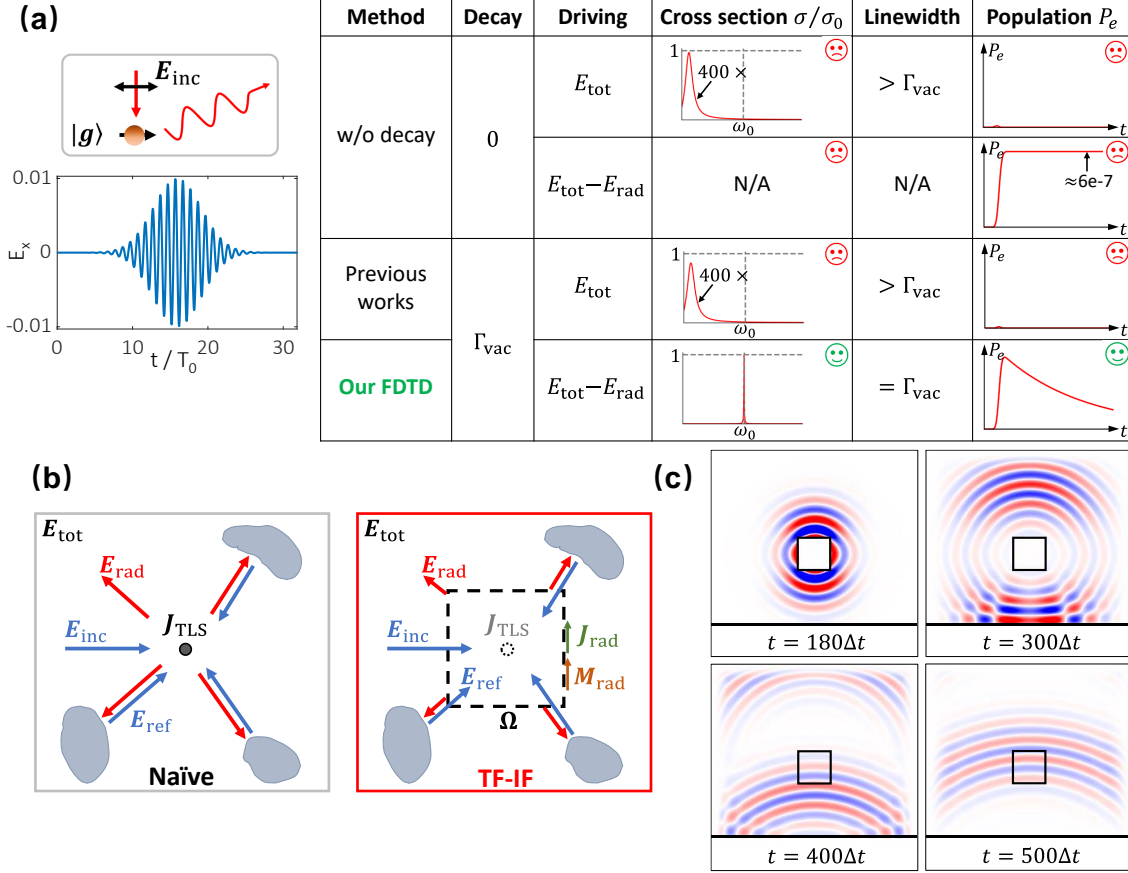 (a)
E_inc
|g⟩
0.01
0
-0.01
E_x
0
10
20
30
t / T_0
Method Decay Driving Cross section σ/σ_0 Linewidth Population P_e
w/o decay
0
E_tot
1
400 ×
ω_0
> Γ_vac
P_e
t
E_tot−E_rad
N/A
N/A
P_e
≈6e-7
t
Previous
works
Γ_vac
E_tot
1
400 ×
ω_0
> Γ_vac
P_e
t
Our FDTD
E_tot−E_rad
1
ω_0
= Γ_vac
P_e
t
(b)
E_tot
E_rad
E_inc
J_TLS
E_ref
Naïve
E_tot
E_rad
E_inc
J_TLS
J_rad
E_ref
M_rad
Ω
TF-IF
(c)
t = 180Δt
t = 300Δt
t = 400Δt
t = 500Δt